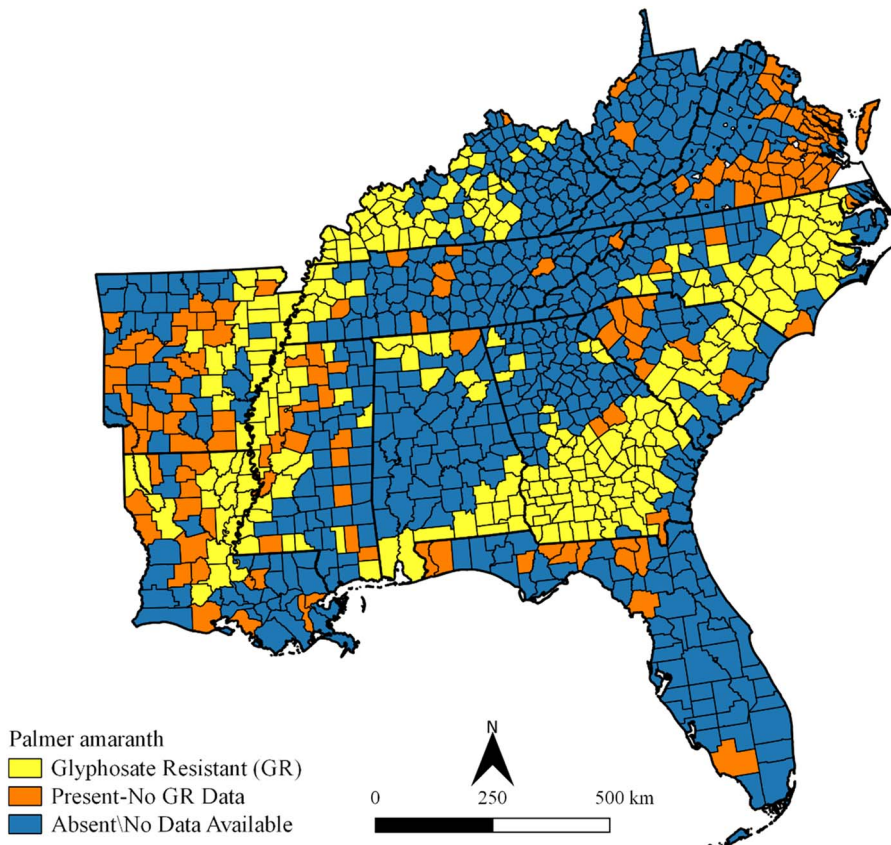 Palmer amaranth
Glyphosate Resistant (GR)
Present-No GR Data
Absent\No Data Available
N
0 250 500 km